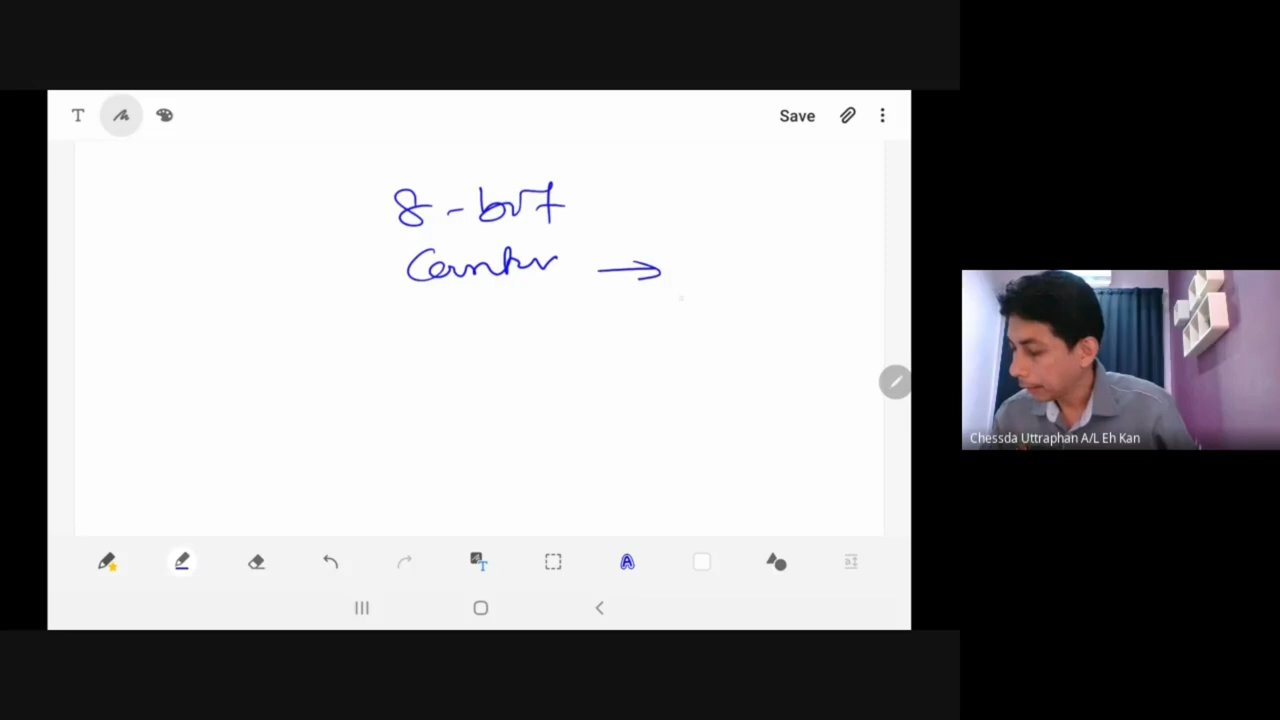 T Save
8-bit
Counter →
A
Chessda Uttraphan A/L Eh Kan